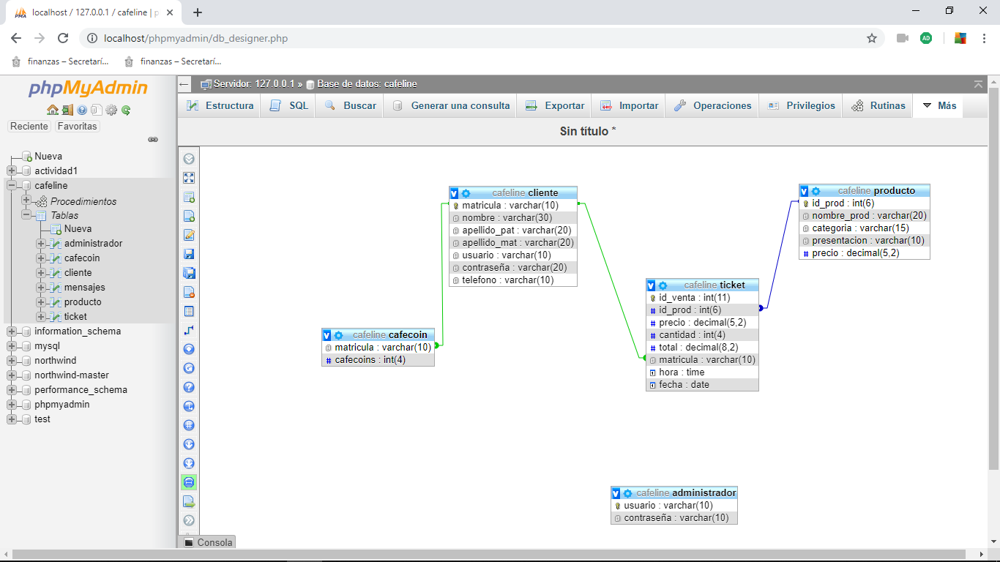 localhost / 127.0.0.1 / cafeline | p
localhost/phpmyadmin/db_designer.php
AD
finanzas – Secretarí...
finanzas – Secretarí...
phpMyAdmin
Reciente
Favoritas
Nueva
actividad1
cafeline
Procedimientos
Tablas
Nueva
administrador
cafecoin
cliente
mensajes
producto
ticket
information_schema
mysql
northwind
northwind-master
performance_schema
phpmyadmin
test
Servidor: 127.0.0.1 » Base de datos: cafeline
Estructura
SQL
Buscar
Generar una consulta
Exportar
Importar
Operaciones
Privilegios
Rutinas
Más
Sin título *
cafeline cliente
matricula : varchar(10)
nombre : varchar(30)
apellido_pat : varchar(20)
apellido_mat : varchar(20)
usuario : varchar(10)
contraseña : varchar(20)
telefono : varchar(10)
cafeline producto
id_prod : int(6)
nombre_prod : varchar(20)
categoria : varchar(15)
presentacion : varchar(10)
# precio : decimal(5,2)
cafeline ticket
id_venta : int(11)
# id_prod : int(6)
# precio : decimal(5,2)
# cantidad : int(4)
# total : decimal(8,2)
matricula : varchar(10)
hora : time
fecha : date
cafeline cafecoin
matricula : varchar(10)
# cafecoins : int(4)
cafeline administrador
usuario : varchar(10)
contraseña : varchar(10)
Consola